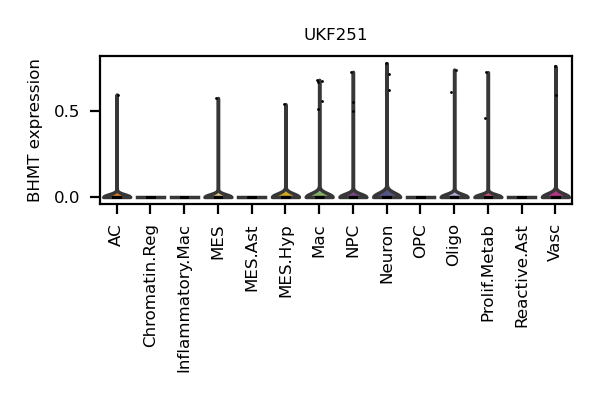 UKF251
BHMT expression
0.5
0.0
AC
Chromatin.Reg
Inflammatory.Mac
MES
MES.Ast
MES.Hyp
Mac
NPC
Neuron
OPC
Oligo
Prolif.Metab
Reactive.Ast
Vasc